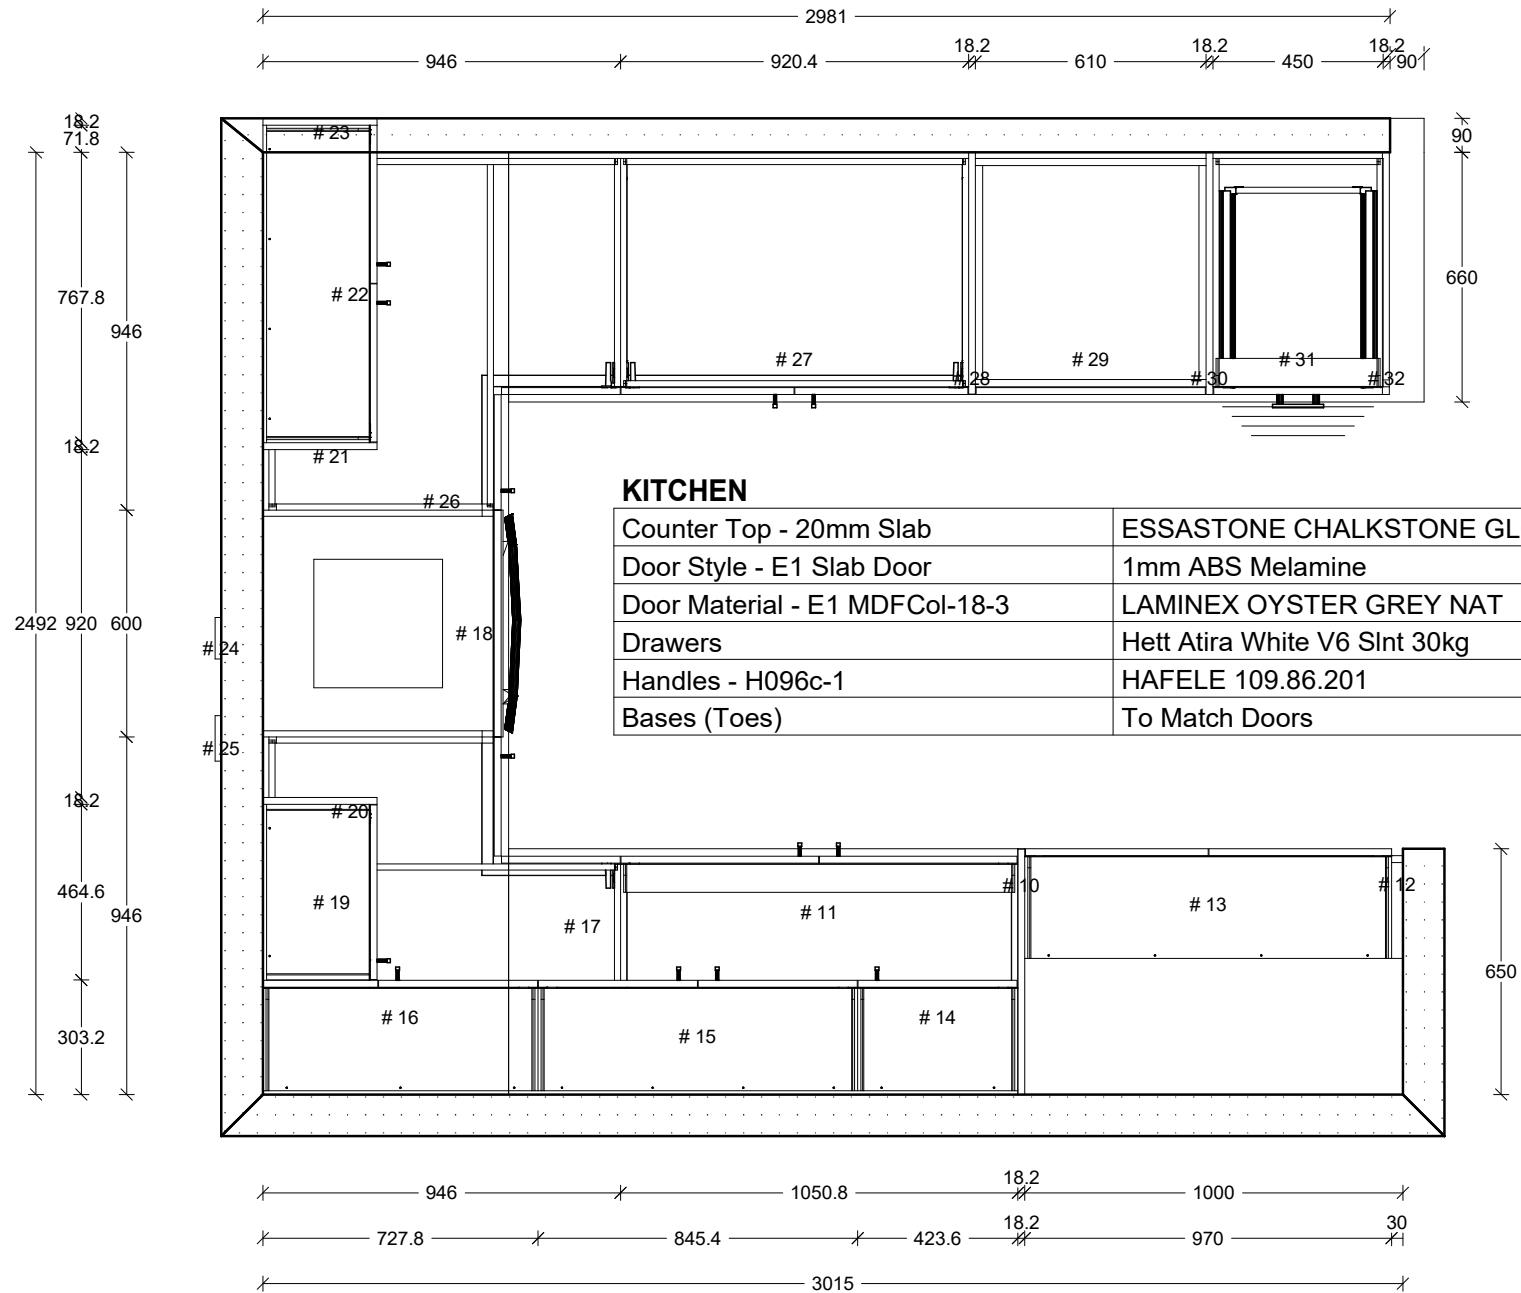 2981
18.2 18.2 18.2
946 920.4 610 450 90
18.2
71.8
# 23
90
767.8
# 22
946
660
# 27 # 29 # 31
# 28 # 30 # 32
18.2
# 21
# 26
KITCHEN
Counter Top - 20mm Slab ESSASTONE CHALKSTONE GL
Door Style - E1 Slab Door 1mm ABS Melamine
Door Material - E1 MDFCol-18-3 LAMINEX OYSTER GREY NAT
Drawers Hett Atira White V6 Slnt 30kg
Handles - H096c-1 HAFELE 109.86.201
Bases (Toes) To Match Doors
2492 920 600
# 18
# 24
# 25
18.2
# 20
464.6
# 19
946
# 17
# 11
# 10
# 13
# 12
650
303.2
# 16
# 15
# 14
18.2
946 1050.8 1000
18.2 30
727.8 845.4 423.6 970
3015